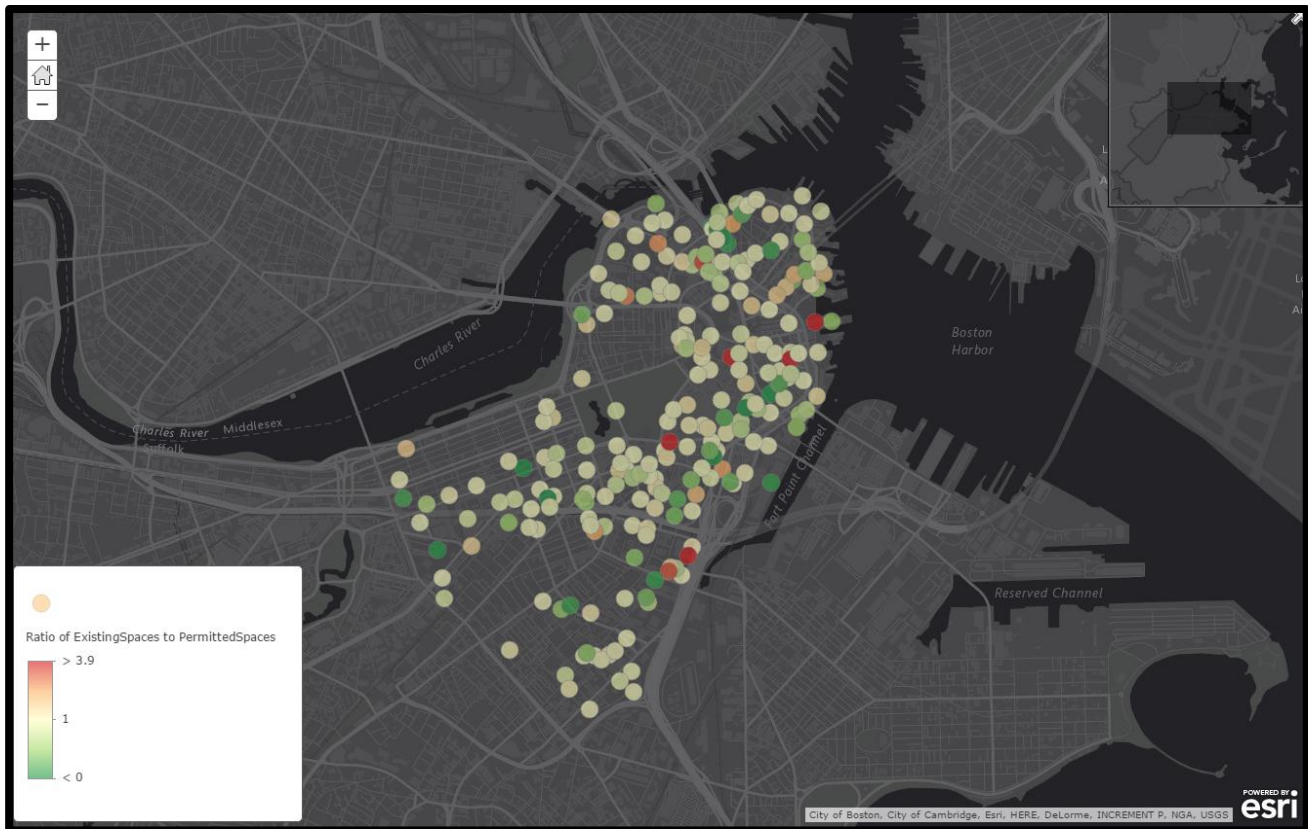 +
−
L
A
L
A
Boston
Harbor
Charles River
Charles River
Middlesex
Suffolk
Fort Point Channel
Reserved Channel
Ratio of ExistingSpaces to PermittedSpaces
> 3.9
1
< 0
City of Boston, City of Cambridge, Esri, HERE, DeLorme, INCREMENT P, NGA, USGS
POWERED BY
esri